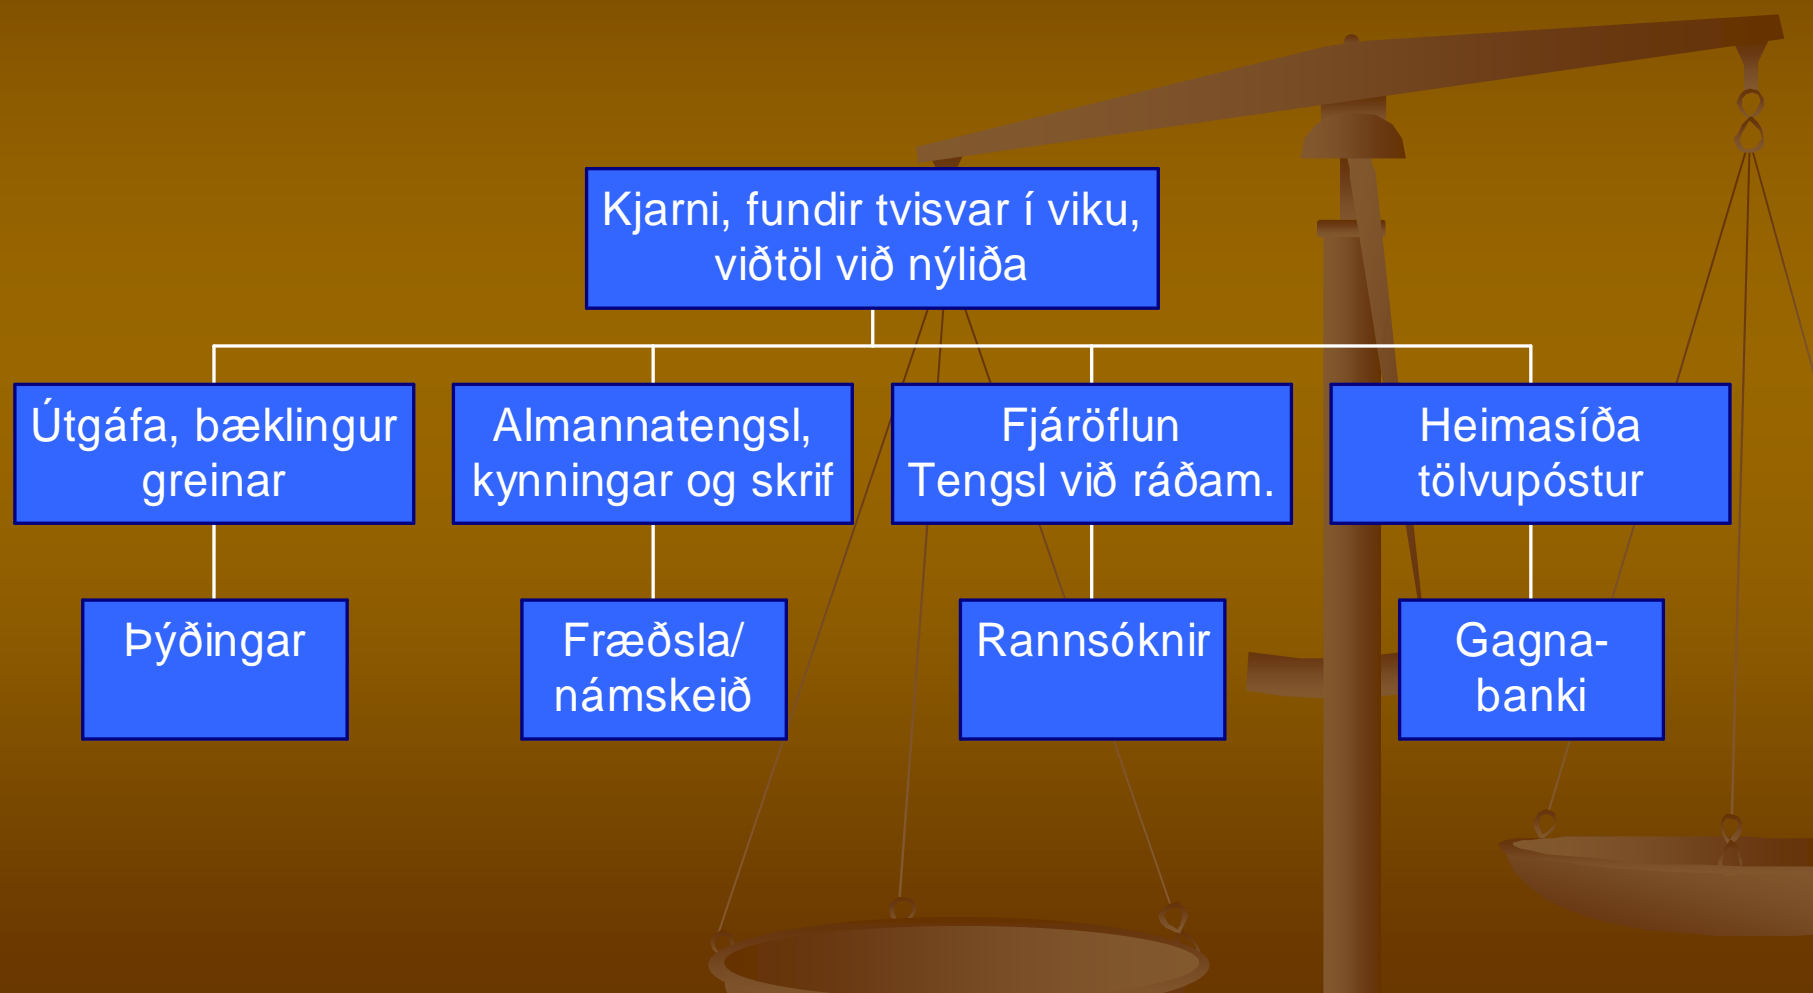 Kjarni, fundir tvisvar í viku,
viðtöl við nýliða
Útgáfa, bæklingur
greinar
Almannatengsl,
kynningar og skrif
Fjáröflun
Tengsl við ráðam.
Heimasíða
tölvupóstur
Þýðingar
Fræðsla/
námskeið
Rannsóknir
Gagna-
banki